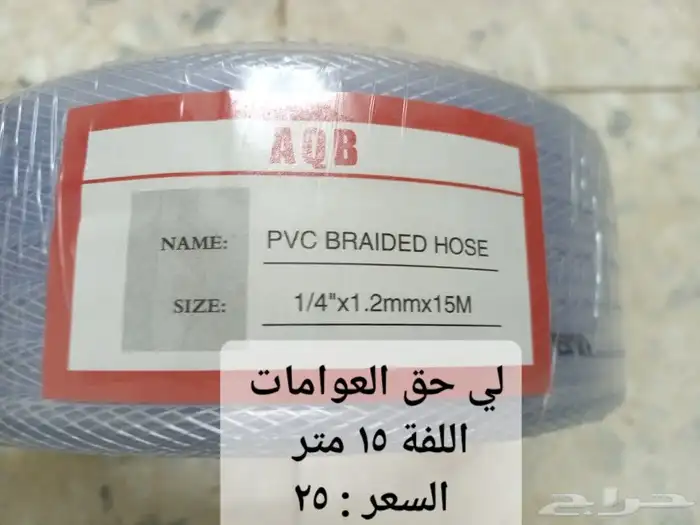 AQB
NAME: PVC BRAIDED HOSE
SIZE: 1/4"x1.2mmx15M
لي حق العوامات
اللفة ١٥ متر
السعر : ٢٥
حراج